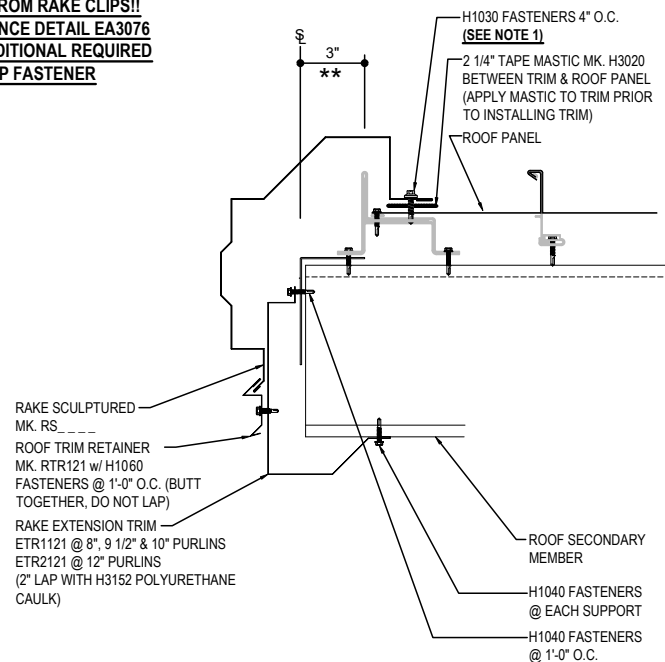 FROM RAKE CLIPS!!
DETAIL EA3076
REQUIRED
FASTENER
3"
**
H1030 FASTENERS 4" O.C.
(SEE NOTE 1)
2 1/4" TAPE MASTIC MK. H3020
BETWEEN TRIM & ROOF PANEL
(APPLY MASTIC TO TRIM PRIOR
TO INSTALLING TRIM)
ROOF PANEL
RAKE SCULPTURED
MK. RS_ _ _ _
ROOF TRIM RETAINER
MK. RTR121 w/ H1060
FASTENERS @ 1'-0" O.C. (BUTT
TOGETHER, DO NOT LAP)
RAKE EXTENSION TRIM
ETR1121 @ 8", 9 1/2" & 10" PURLINS
ETR2121 @ 12" PURLINS
(2" LAP WITH H3152 POLYURETHANE
CAULK)
ROOF SECONDARY
MEMBER
H1040 FASTENERS
@ EACH SUPPORT
H1040 FASTENERS
@ 1'-0" O.C.